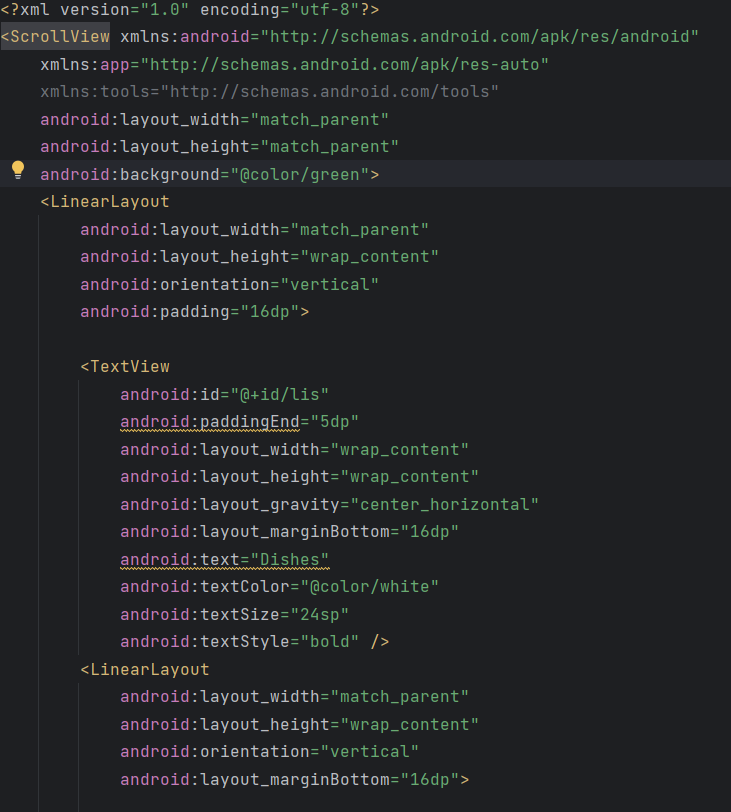 <?xml version="1.0" encoding="utf-8"?>
<ScrollView xmlns:android="http://schemas.android.com/apk/res/android"
    xmlns:app="http://schemas.android.com/apk/res-auto"
    xmlns:tools="http://schemas.android.com/tools"
    android:layout_width="match_parent"
    android:layout_height="match_parent"
    android:background="@color/green">
    <LinearLayout
        android:layout_width="match_parent"
        android:layout_height="wrap_content"
        android:orientation="vertical"
        android:padding="16dp">

        <TextView
            android:id="@+id/lis"
            android:paddingEnd="5dp"
            android:layout_width="wrap_content"
            android:layout_height="wrap_content"
            android:layout_gravity="center_horizontal"
            android:layout_marginBottom="16dp"
            android:text="Dishes"
            android:textColor="@color/white"
            android:textSize="24sp"
            android:textStyle="bold" />
        <LinearLayout
            android:layout_width="match_parent"
            android:layout_height="wrap_content"
            android:orientation="vertical"
            android:layout_marginBottom="16dp">